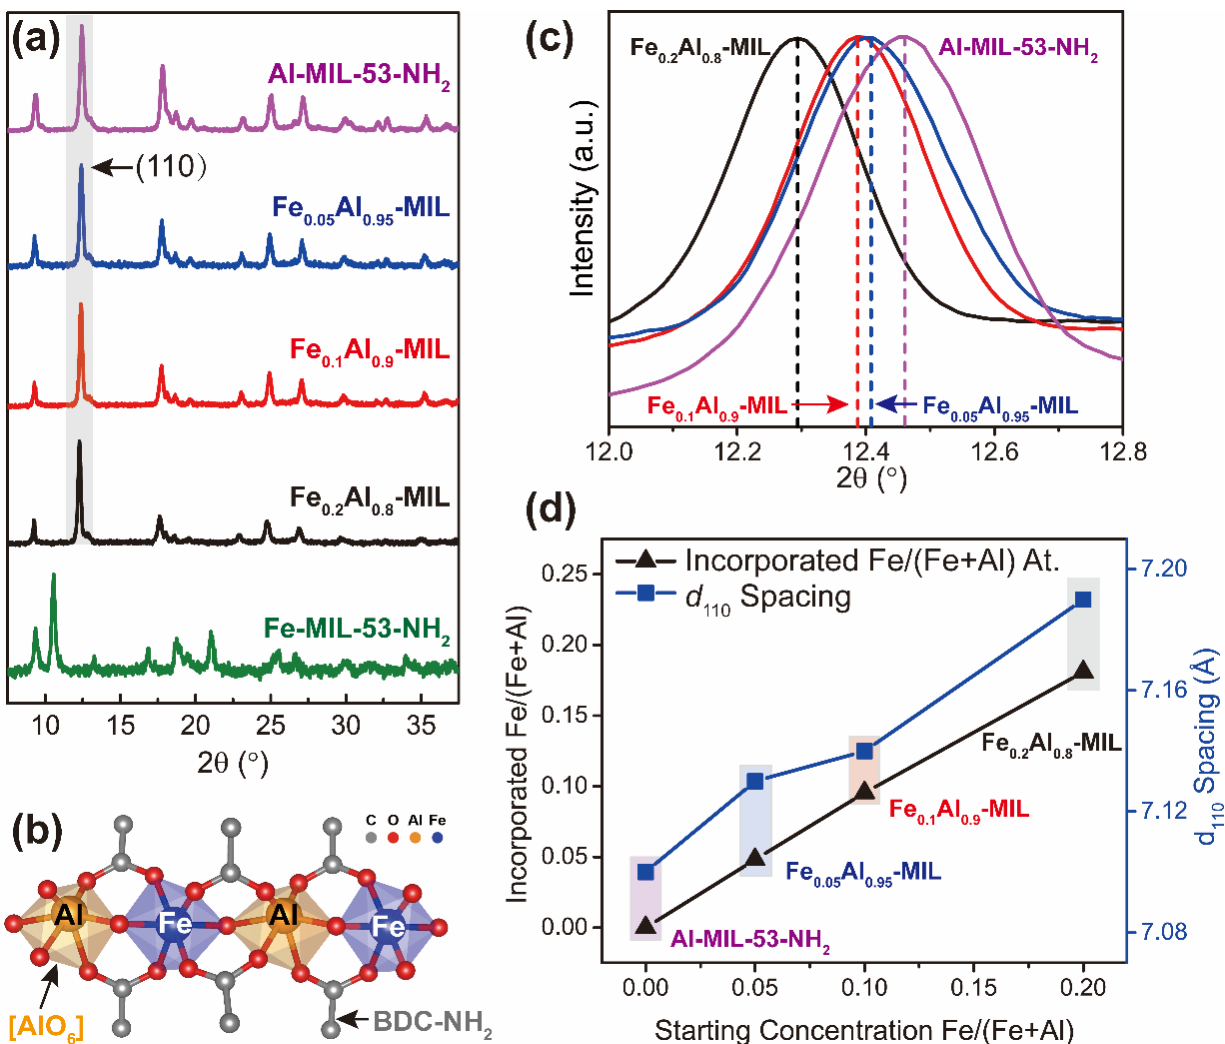 (a)
Al-MIL-53-NH2
(110)
Fe0.05Al0.95-MIL
Fe0.1Al0.9-MIL
Fe0.2Al0.8-MIL
Fe-MIL-53-NH2
10 15 20 25 30 35
2θ (°)
(b)
C O Al Fe
Al Fe Al Fe
[AlO6]
BDC-NH2
(c)
Fe0.2Al0.8-MIL
Al-MIL-53-NH2
Intensity (a.u.)
Fe0.1Al0.9-MIL
Fe0.05Al0.95-MIL
12.0 12.2 12.4 12.6 12.8
2θ (°)
(d)
Incorporated Fe/(Fe+Al) At.
d110 Spacing
Incorporated Fe/(Fe+Al)
0.25
0.20
0.15
0.10
0.05
0.00
7.20
7.16
7.12
7.08
d110 Spacing (Å)
Fe0.2Al0.8-MIL
Fe0.1Al0.9-MIL
Fe0.05Al0.95-MIL
Al-MIL-53-NH2
0.00 0.05 0.10 0.15 0.20
Starting Concentration Fe/(Fe+Al)